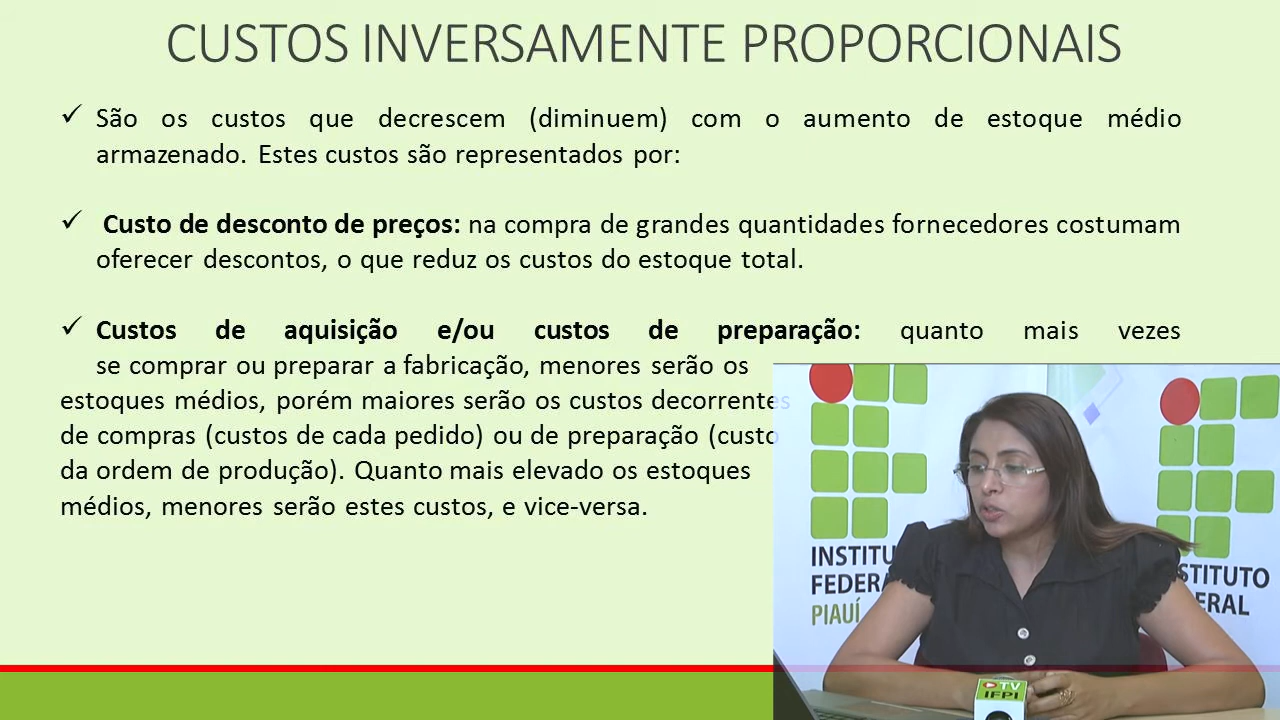 CUSTOS INVERSAMENTE PROPORCIONAIS
✓ São os custos que decrescem (diminuem) com o aumento de estoque médio
armazenado. Estes custos são representados por:
✓ Custo de desconto de preços: na compra de grandes quantidades fornecedores costumam
oferecer descontos, o que reduz os custos do estoque total.
✓ Custos de aquisição e/ou custos de preparação: quanto mais vezes
se comprar ou preparar a fabricação, menores serão os
estoques médios, porém maiores serão os custos decorrentes
de compras (custos de cada pedido) ou de preparação (custo
da ordem de produção). Quanto mais elevado os estoques
médios, menores serão estes custos, e vice-versa.
INSTITU
FEDERA
PIAUÍ
STITUTO
ERAL
TV
IFPI